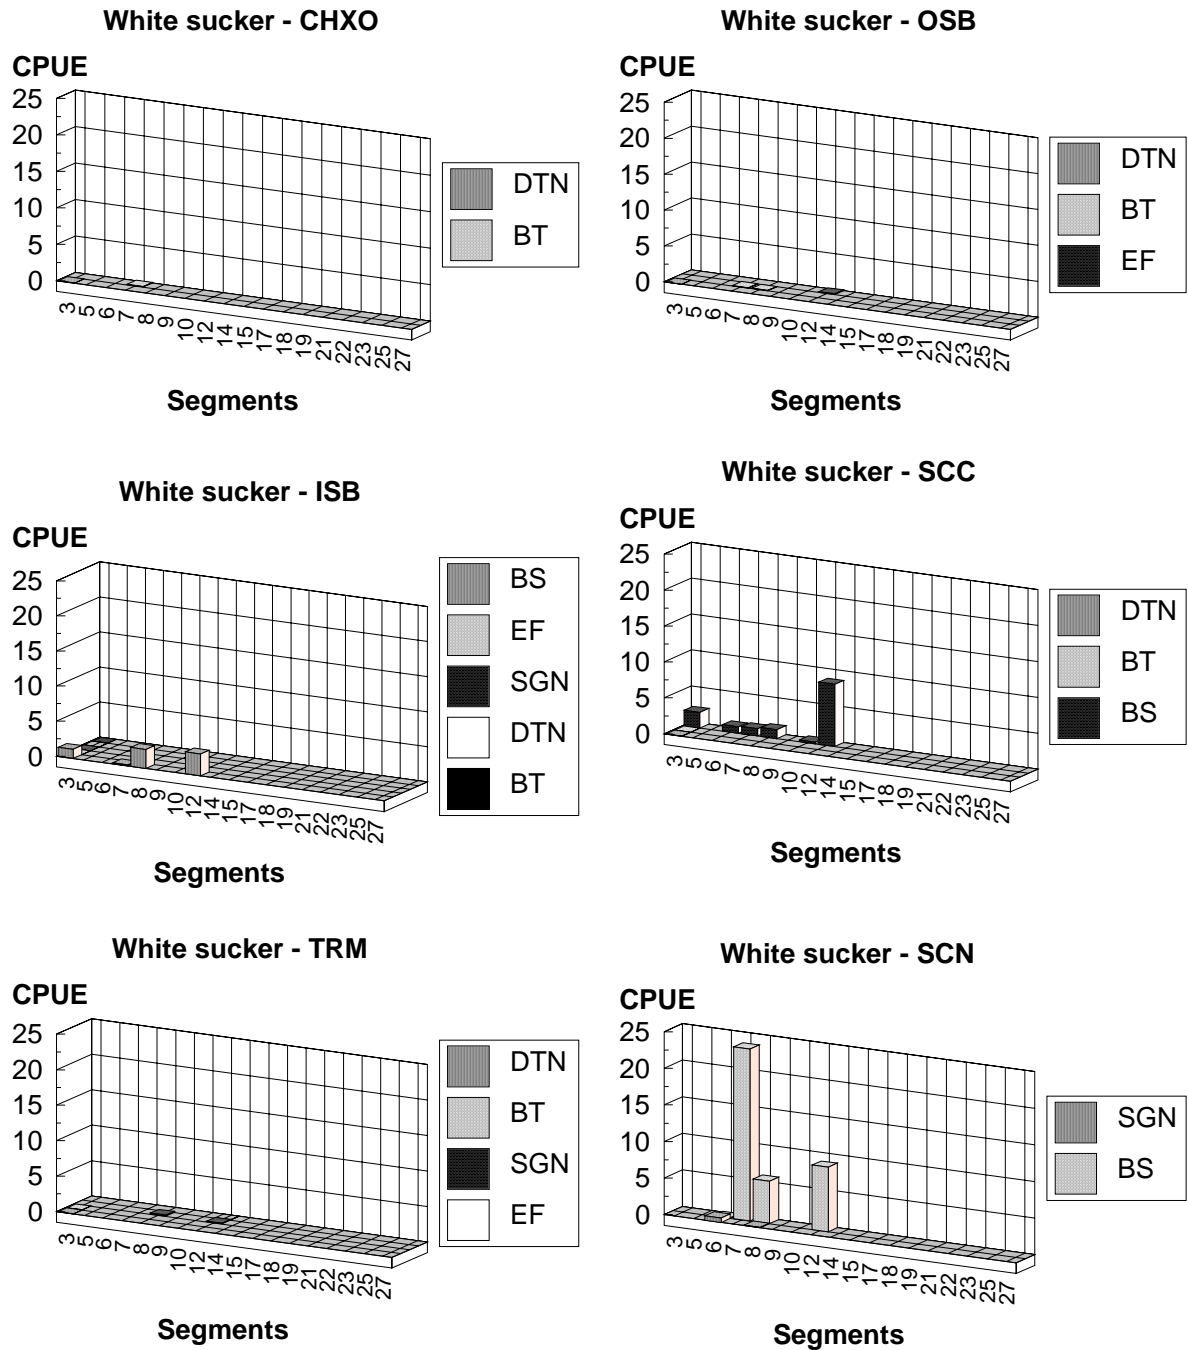 White sucker - CHXO
CPUE
25
20
15
10
5
0
3 5 6 7 8 9 10 12 14 15 17 18 19 21 22 23 25 27
Segments
DTN
BT
White sucker - OSB
CPUE
25
20
15
10
5
0
3 5 6 7 8 9 10 12 14 15 17 18 19 21 22 23 25 27
Segments
DTN
BT
EF
White sucker - ISB
CPUE
25
20
15
10
5
0
3 5 6 7 8 9 10 12 14 15 17 18 19 21 22 23 25 27
Segments
BS
EF
SGN
DTN
BT
White sucker - SCC
CPUE
25
20
15
10
5
0
3 5 6 7 8 9 10 12 14 15 17 18 19 21 22 23 25 27
Segments
DTN
BT
BS
White sucker - TRM
CPUE
25
20
15
10
5
0
3 5 6 7 8 9 10 12 14 15 17 18 19 21 22 23 25 27
Segments
DTN
BT
SGN
EF
White sucker - SCN
CPUE
25
20
15
10
5
0
3 5 6 7 8 9 10 12 14 15 17 18 19 21 22 23 25 27
Segments
SGN
BS